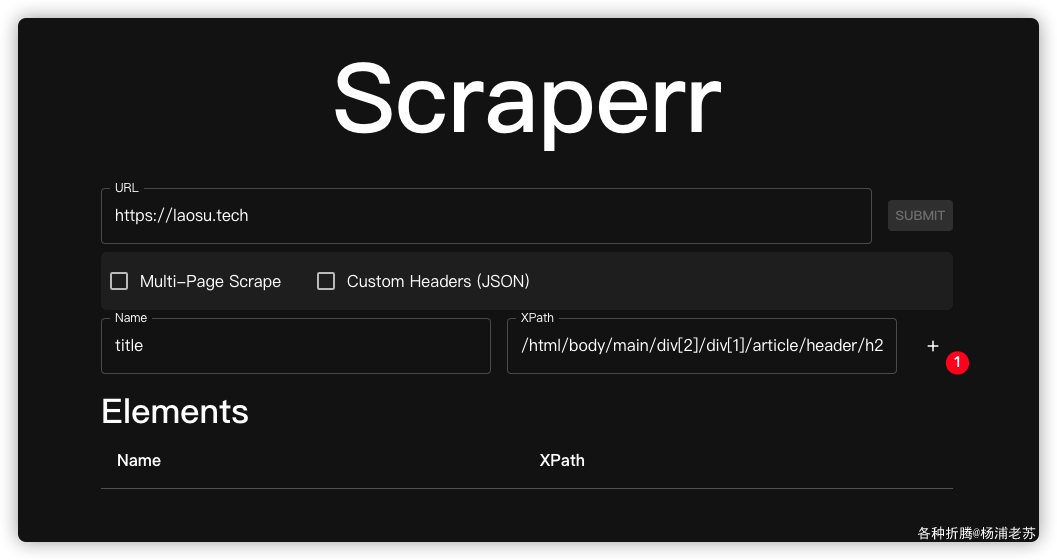 Scraperr
URL
https://laosu.tech
SUBMIT
Multi-Page Scrape
Custom Headers (JSON)
Name
XPath
title
/html/body/main/div[2]/div[1]/article/header/h2
+
1
Elements
Name
XPath
各种折腾@杨浦老苏